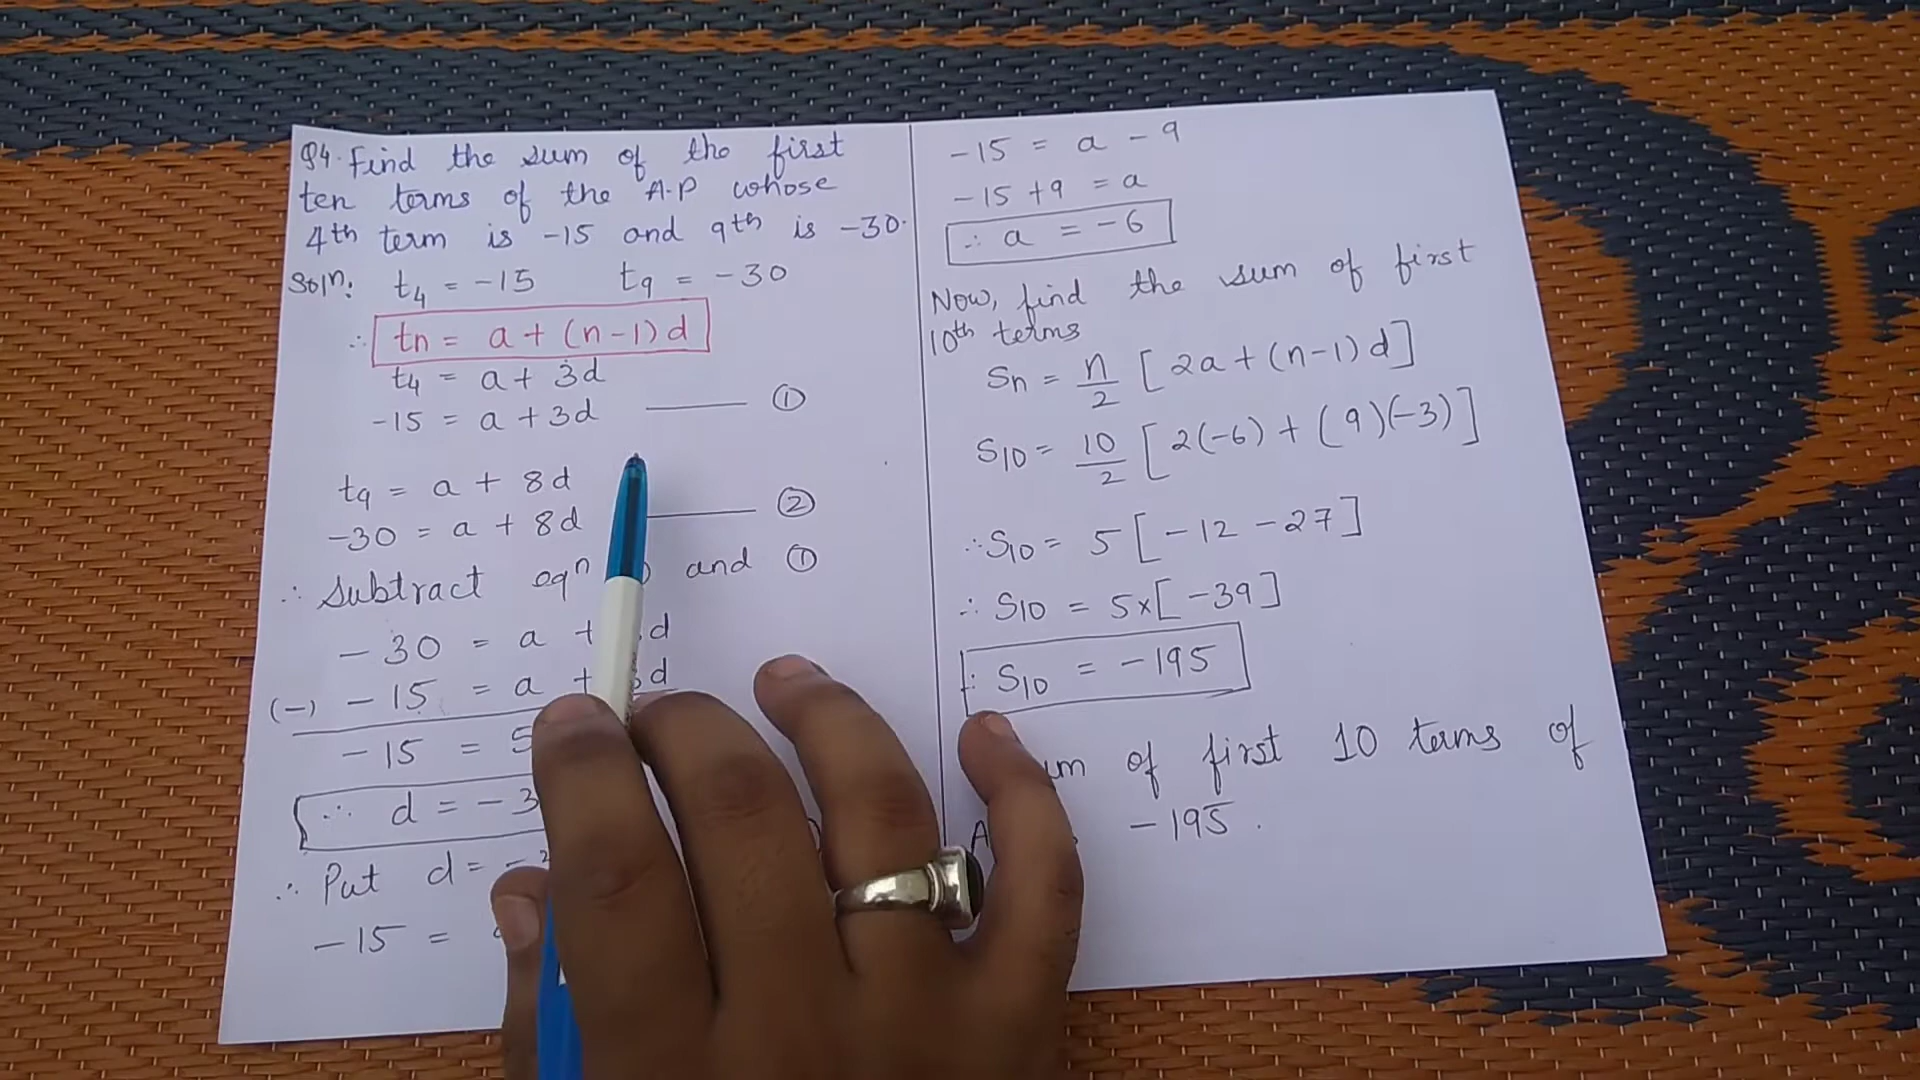 Q4. Find the sum of the first
ten terms of the A.P whose
4th term is -15 and 9th is -30.
Soln: t4 = -15 t9 = -30
∴ tn = a + (n-1)d
t4 = a + 3d
-15 = a + 3d ——— ①
t9 = a + 8d
-30 = a + 8d ——— ②
∴ Subtract eqn and ①
-30 = a + d
(-) -15 = a + 3d
-15 = 5
∴ d = -3
∴ Put d = -
-15 =
-15 = a - 9
-15 + 9 = a
∴ a = -6
Now, find the sum of first
10th terms
Sn = n/2 [2a + (n-1)d]
S10 = 10/2 [2(-6) + (9)(-3)]
∴ S10 = 5 [-12 - 27]
∴ S10 = 5×[-39]
∴ S10 = -195
of first 10 terms of
-195.